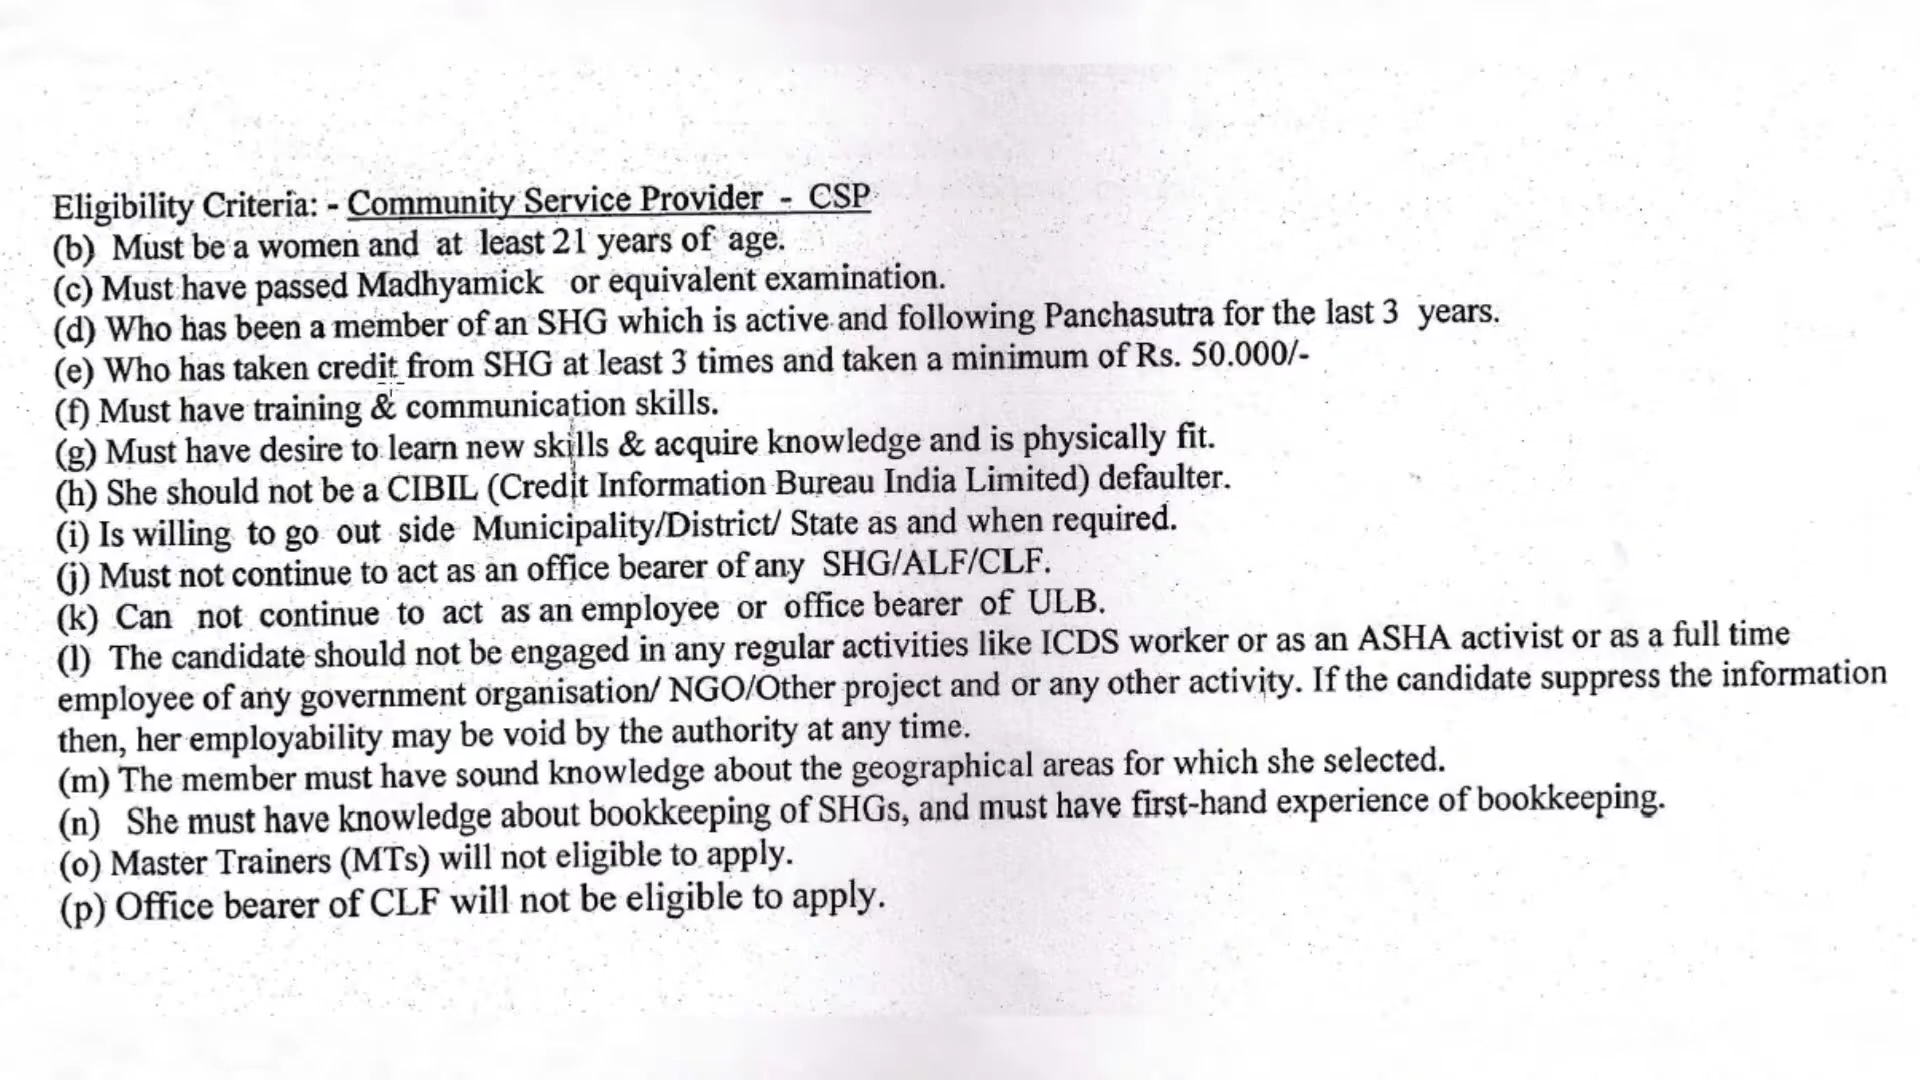 Eligibility Criteria: - Community Service Provider - CSP
(b) Must be a women and at least 21 years of age.
(c) Must have passed Madhyamick or equivalent examination.
(d) Who has been a member of an SHG which is active and following Panchasutra for the last 3 years.
(e) Who has taken credit from SHG at least 3 times and taken a minimum of Rs. 50.000/-
(f) Must have training & communication skills.
(g) Must have desire to learn new skills & acquire knowledge and is physically fit.
(h) She should not be a CIBIL (Credit Information Bureau India Limited) defaulter.
(i) Is willing to go out side Municipality/District/ State as and when required.
(j) Must not continue to act as an office bearer of any SHG/ALF/CLF.
(k) Can not continue to act as an employee or office bearer of ULB.
(l) The candidate should not be engaged in any regular activities like ICDS worker or as an ASHA activist or as a full time
employee of any government organisation/ NGO/Other project and or any other activity. If the candidate suppress the information
then, her employability may be void by the authority at any time.
(m) The member must have sound knowledge about the geographical areas for which she selected.
(n) She must have knowledge about bookkeeping of SHGs, and must have first-hand experience of bookkeeping.
(o) Master Trainers (MTs) will not eligible to apply.
(p) Office bearer of CLF will not be eligible to apply.